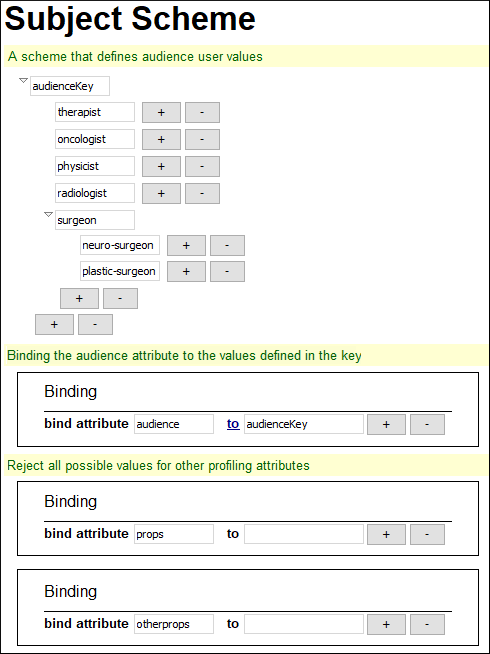 Subject Scheme
A scheme that defines audience user values
audienceKey
therapist + -
oncologist + -
physicist + -
radiologist + -
surgeon
neuro-surgeon + -
plastic-surgeon + -
+ -
+ -
Binding the audience attribute to the values defined in the key
Binding
bind attribute audience to audienceKey + -
Reject all possible values for other profiling attributes
Binding
bind attribute props to + -
Binding
bind attribute otherprops to + -